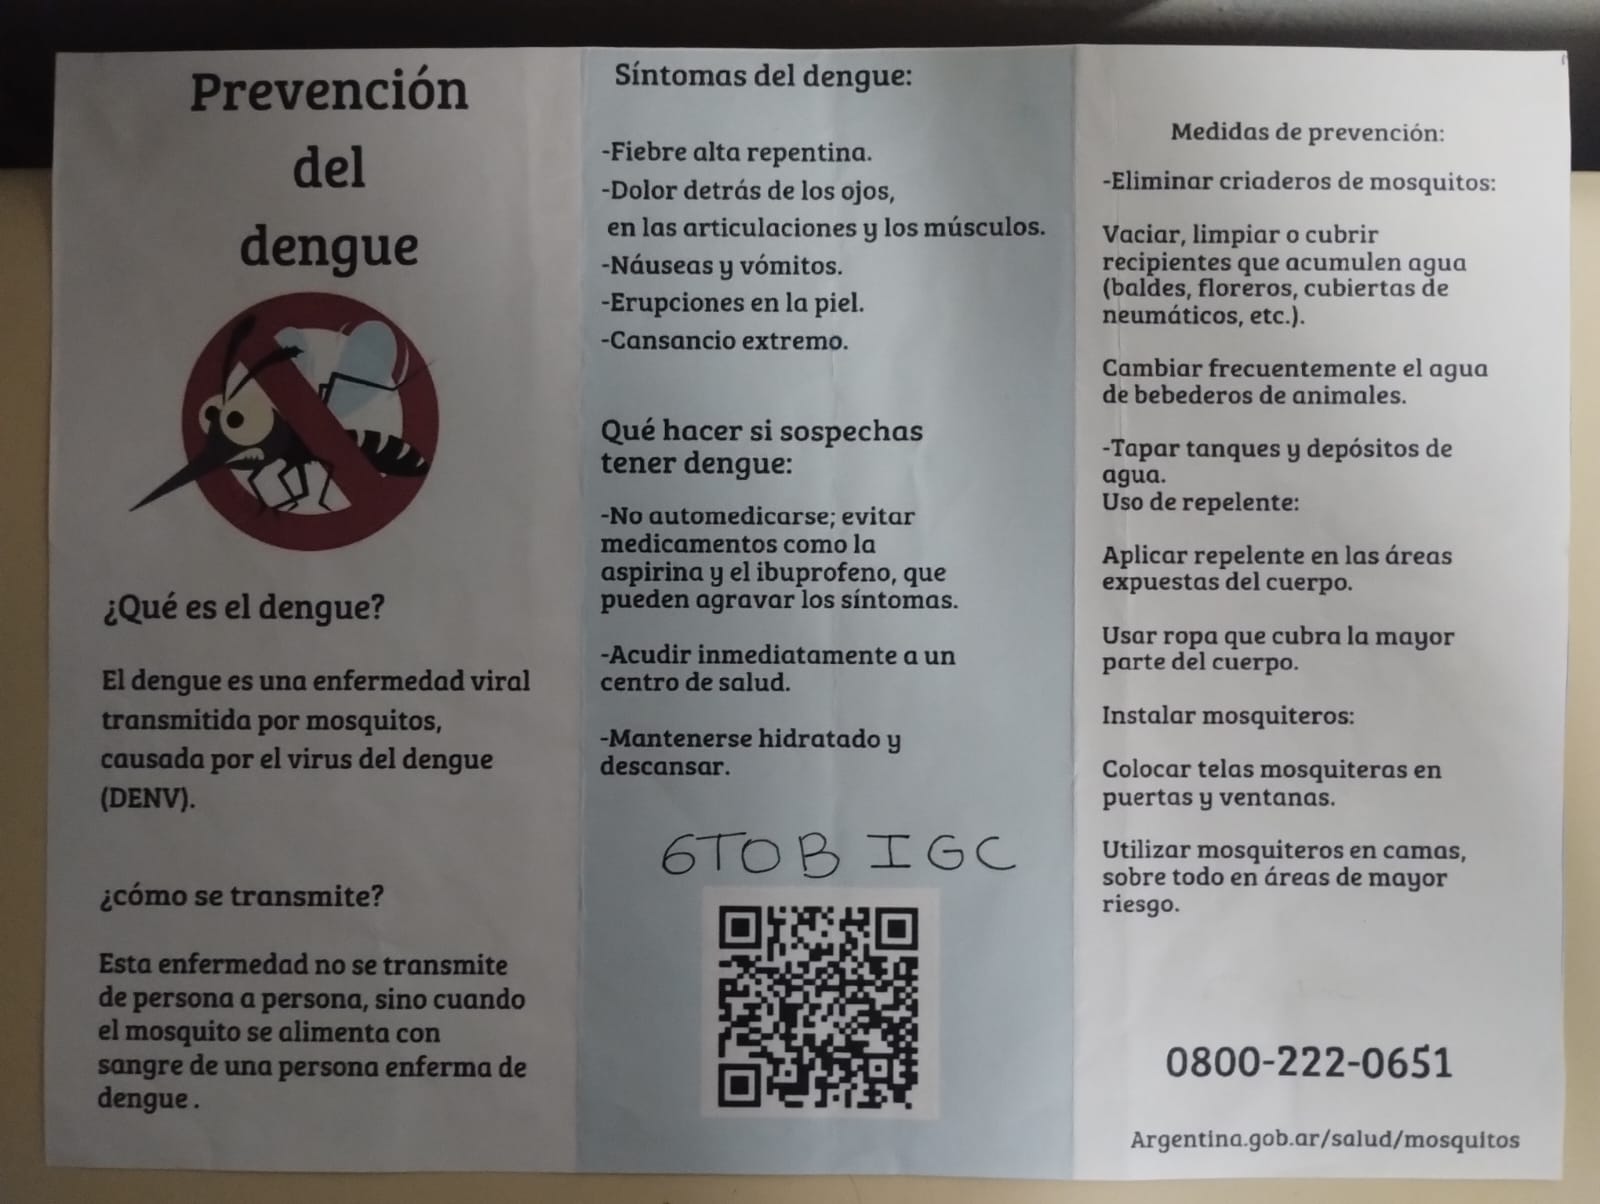 Prevención
del
dengue
¿Qué es el dengue?
El dengue es una enfermedad viral
transmitida por mosquitos,
causada por el virus del dengue
(DENV).
¿cómo se transmite?
Esta enfermedad no se transmite
de persona a persona, sino cuando
el mosquito se alimenta con
sangre de una persona enferma de
dengue .
Síntomas del dengue:
-Fiebre alta repentina.
-Dolor detrás de los ojos,
en las articulaciones y los músculos.
-Náuseas y vómitos.
-Erupciones en la piel.
-Cansancio extremo.
Qué hacer si sospechas
tener dengue:
-No automedicarse; evitar
medicamentos como la
aspirina y el ibuprofeno, que
pueden agravar los síntomas.
-Acudir inmediatamente a un
centro de salud.
-Mantenerse hidratado y
descansar.
6TOB IGC
Medidas de prevención:
-Eliminar criaderos de mosquitos:
Vaciar, limpiar o cubrir
recipientes que acumulen agua
(baldes, floreros, cubiertas de
neumáticos, etc.).
Cambiar frecuentemente el agua
de bebederos de animales.
-Tapar tanques y depósitos de
agua.
Uso de repelente:
Aplicar repelente en las áreas
expuestas del cuerpo.
Usar ropa que cubra la mayor
parte del cuerpo.
Instalar mosquiteros:
Colocar telas mosquiteras en
puertas y ventanas.
Utilizar mosquiteros en camas,
sobre todo en áreas de mayor
riesgo.
0800-222-0651
Argentina.gob.ar/salud/mosquitos